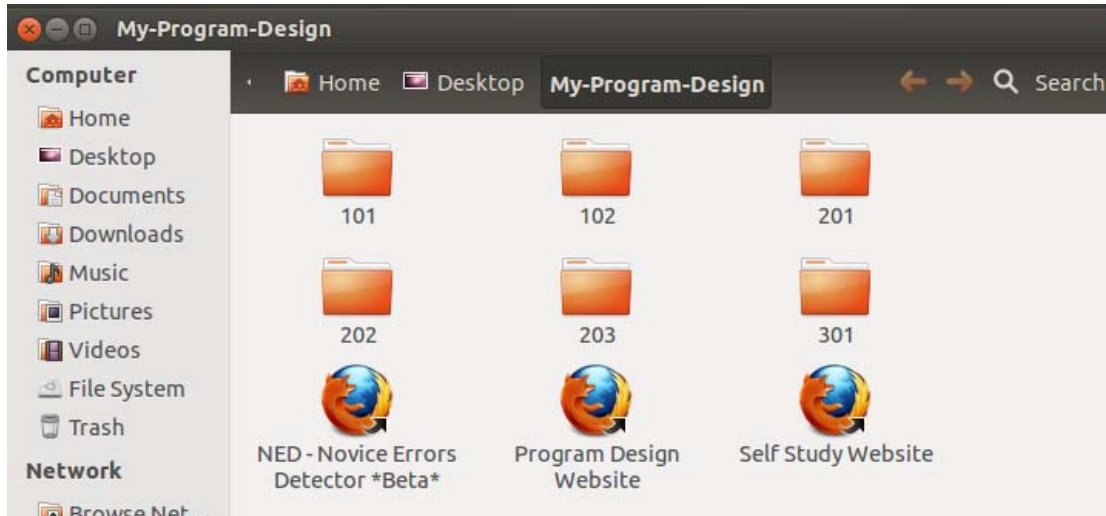 My-Program-Design
Computer
Home
Desktop
Documents
Downloads
Music
Pictures
Videos
File System
Trash
Network
Browse Net...
Home Desktop My-Program-Design Search
101 102 201
202 203 301
NED - Novice Errors Detector *Beta*
Program Design Website
Self Study Website